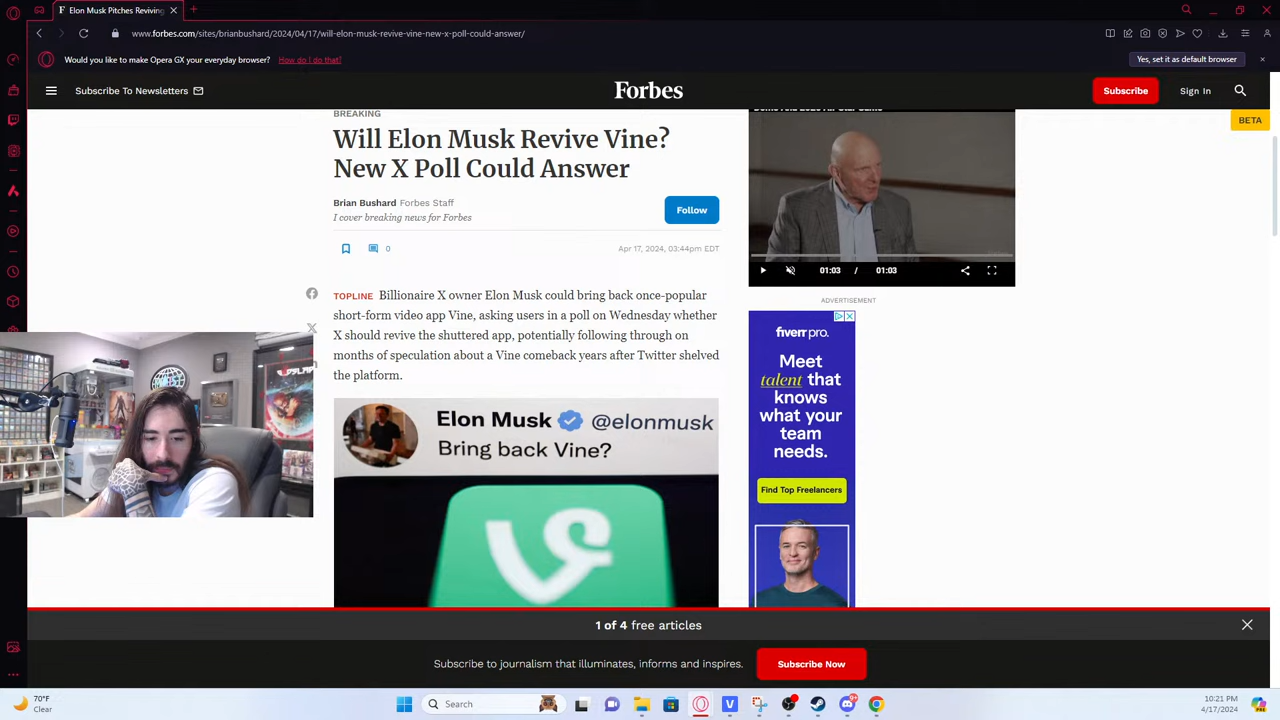 Elon Musk Pitches Reviving
www.forbes.com/sites/brianbushard/2024/04/17/will-elon-musk-revive-vine-new-x-poll-could-answer/
Would you like to make Opera GX your everyday browser? How do I do that?
Yes, set it as default browser
Subscribe To Newsletters
Forbes
Subscribe
Sign In
BETA
BREAKING
Will Elon Musk Revive Vine?
New X Poll Could Answer
Brian Bushard Forbes Staff
I cover breaking news for Forbes
Follow
0
Apr 17, 2024, 03:44pm EDT
TOPLINE Billionaire X owner Elon Musk could bring back once-popular
short-form video app Vine, asking users in a poll on Wednesday whether
X should revive the shuttered app, potentially following through on
months of speculation about a Vine comeback years after Twitter shelved
the platform.
Elon Musk @elonmusk
Bring back Vine?
01:03 / 01:03
ADVERTISEMENT
fiverr pro.
Meet
talent that
knows
what your
team
needs.
Find Top Freelancers
1 of 4 free articles
Subscribe to journalism that illuminates, informs and inspires.
Subscribe Now
70°F
Clear
Search
10:21 PM
4/17/2024